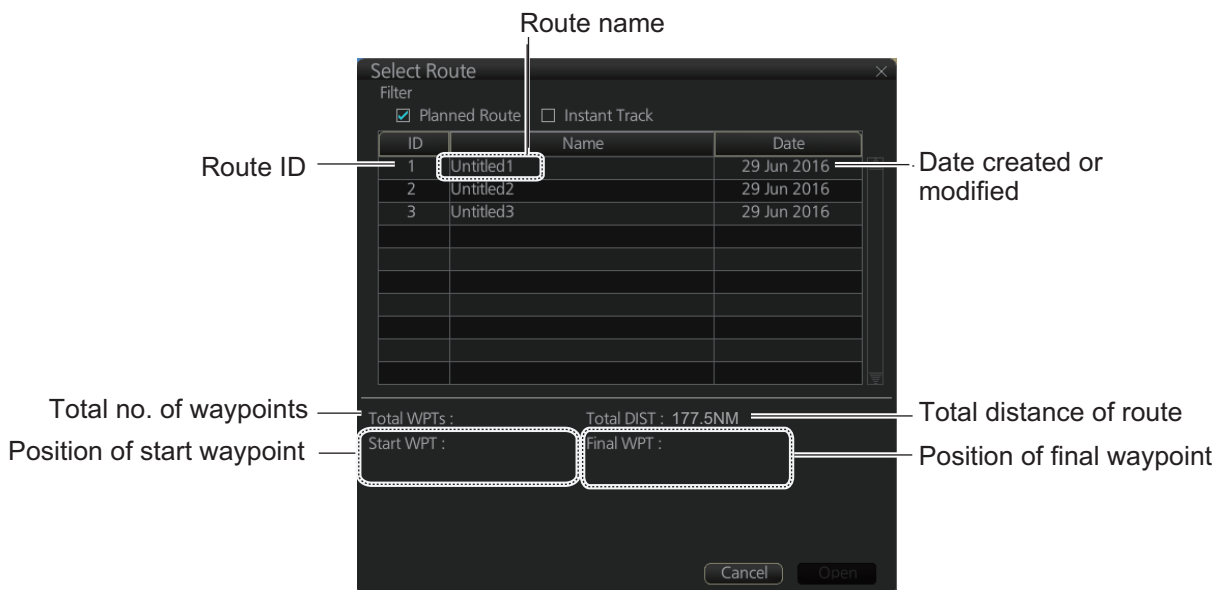 Route name
Select Route
Filter
Planned Route Instant Track
ID Name Date
Route ID
1 Untitled1 29 Jun 2016
Date created or
modified
2 Untitled2 29 Jun 2016
3 Untitled3 29 Jun 2016
Total no. of waypoints
Total WPTs : Total DIST : 177.5NM
Total distance of route
Position of start waypoint
Start WPT : Final WPT :
Position of final waypoint
Cancel Open